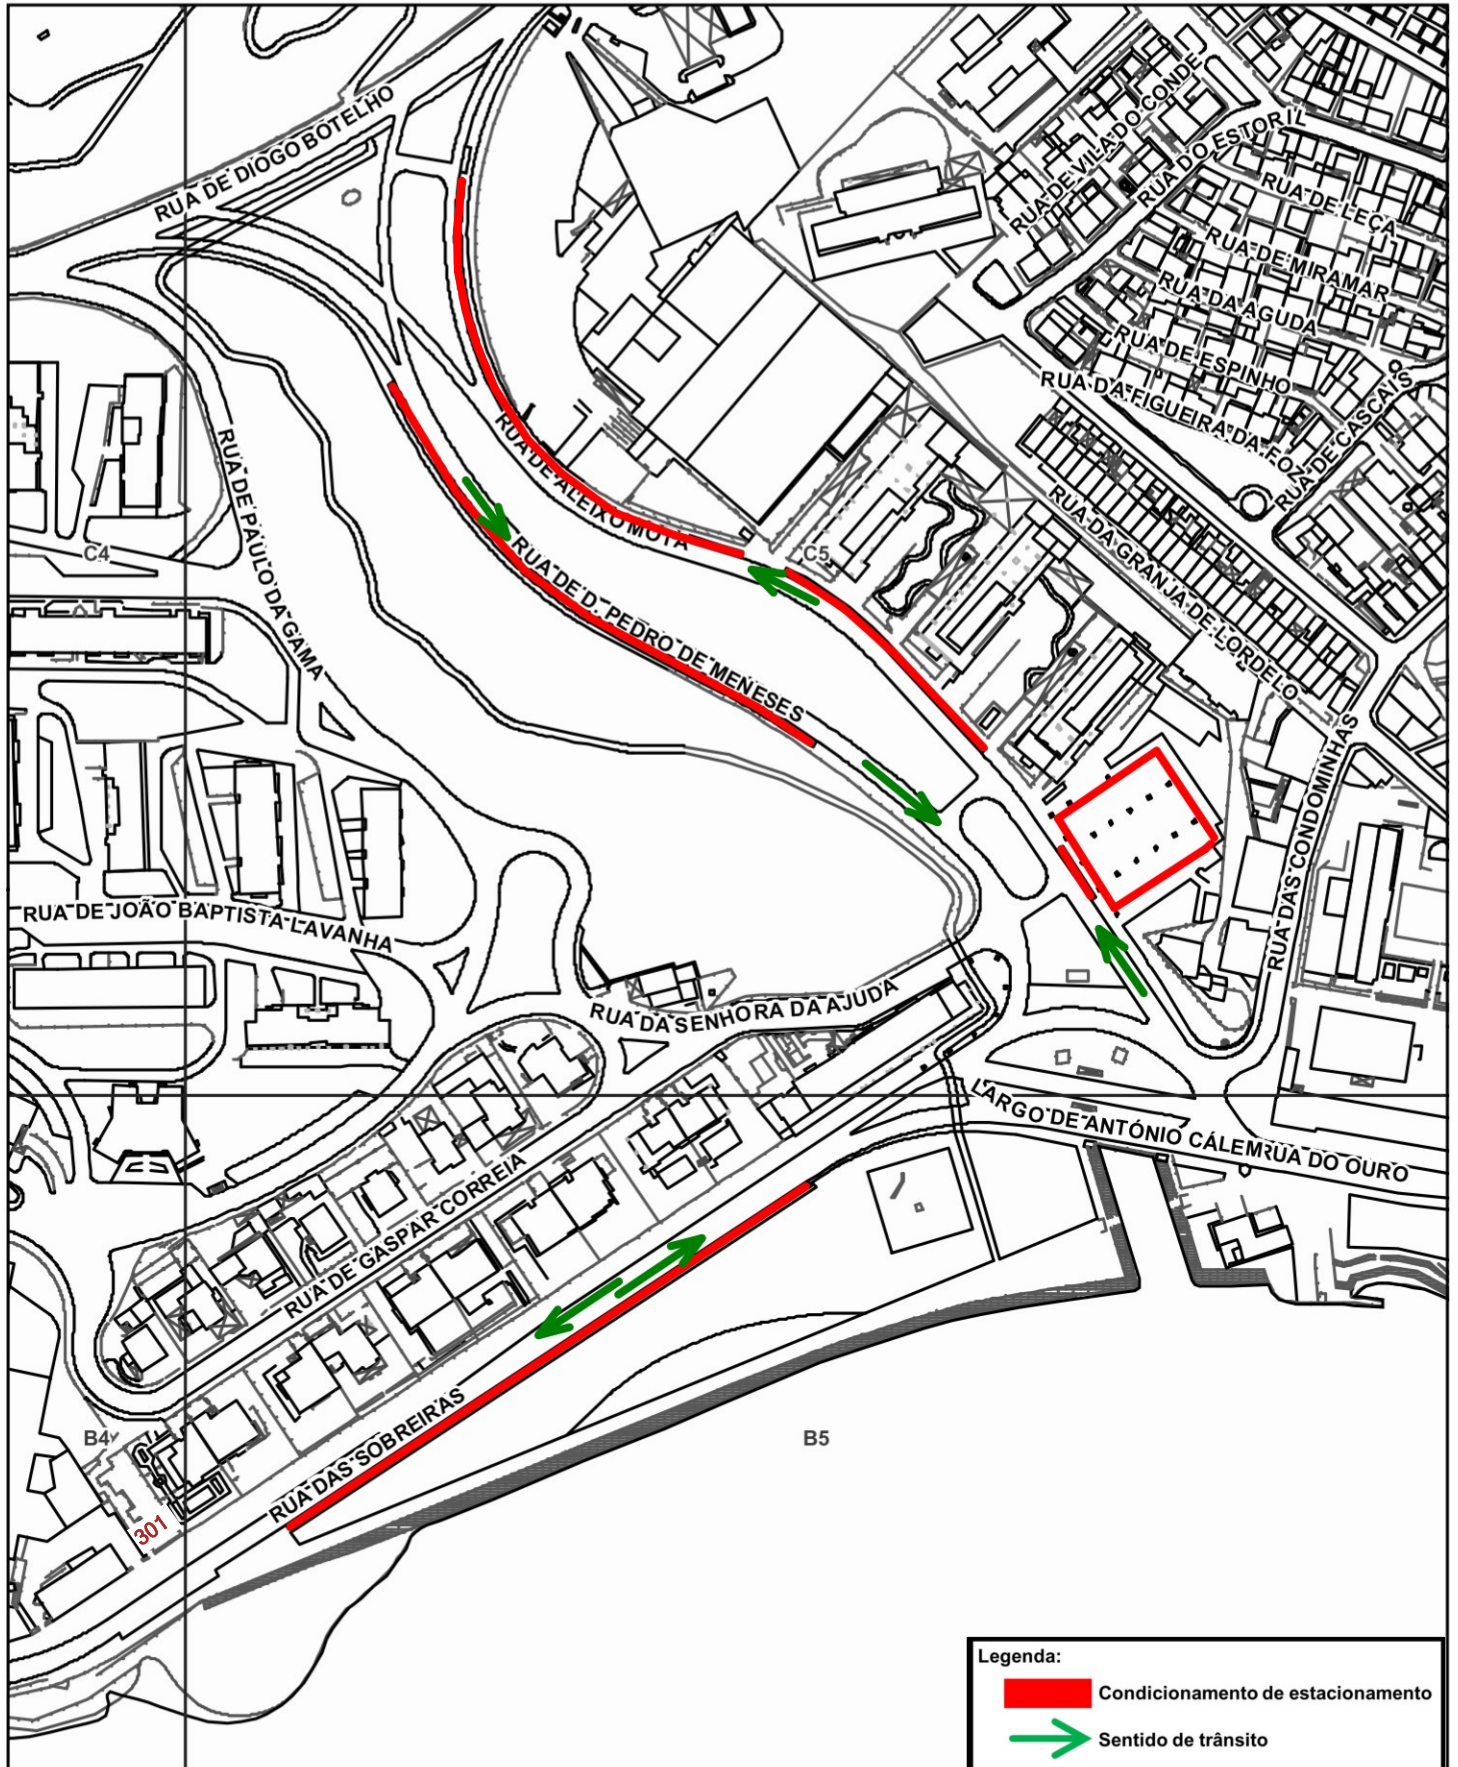 RUA DE DIOGO BOTELHO
RUA DE VILA DO CONDE
RUA DO ESTORIL
RUA DE LEÇA
RUA DE MIRAMAR
RUA DA AGUDA
RUA DE ESPINHO
RUA DA FIGUEIRA DA FOZ
RUA DE CASCAIS
RUA DE PAULO DA GAMA
RUA DE ALEIXO MOTA
C4
C5
RUA DA GRANJA DE LORDELO
RUA DE D. PEDRO DE MENESES
RUA DAS CONDOMINHAS
RUA DE JOÃO BAPTISTA LAVANHA
RUA DA SENHORA DA AJUDA
LARGO DE ANTÓNIO CÁLEM
RUA DO OURO
RUA DE GASPAR CORREIA
RUA DAS SOBREIRAS
B4
B5
301
Legenda:
Condicionamento de estacionamento
Sentido de trânsito